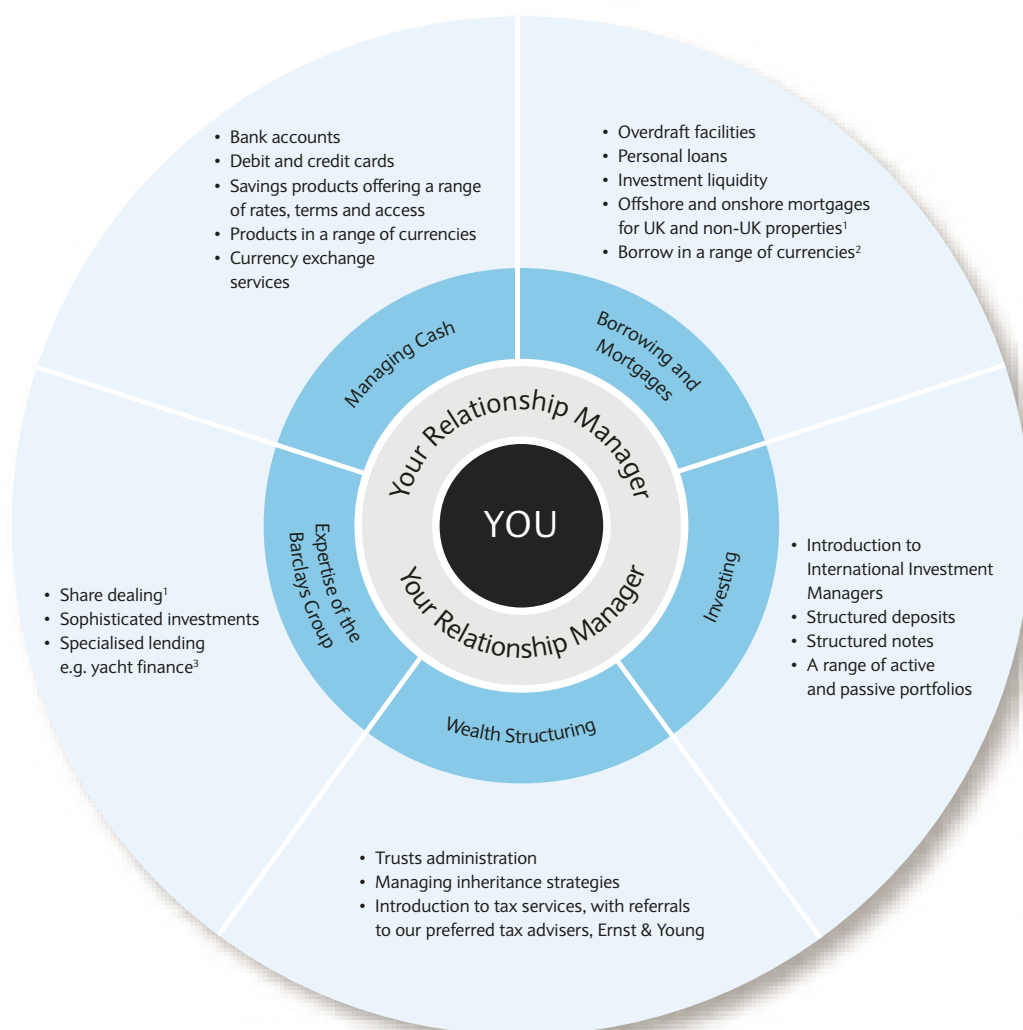 • Bank accounts
• Debit and credit cards
• Savings products offering a range
of rates, terms and access
• Products in a range of currencies
• Currency exchange
services
• Overdraft facilities
• Personal loans
• Investment liquidity
• Offshore and onshore mortgages
for UK and non-UK properties¹
• Borrow in a range of currencies²
Managing Cash
Borrowing and
Mortgages
Your Relationship Manager
YOU
Your Relationship Manager
Expertise of the
Barclays Group
Investing
Wealth Structuring
• Share dealing¹
• Sophisticated investments
• Specialised lending
e.g. yacht finance³
• Introduction to
International Investment
Managers
• Structured deposits
• Structured notes
• A range of active
and passive portfolios
• Trusts administration
• Managing inheritance strategies
• Introduction to tax services, with referrals
to our preferred tax advisers, Ernst & Young